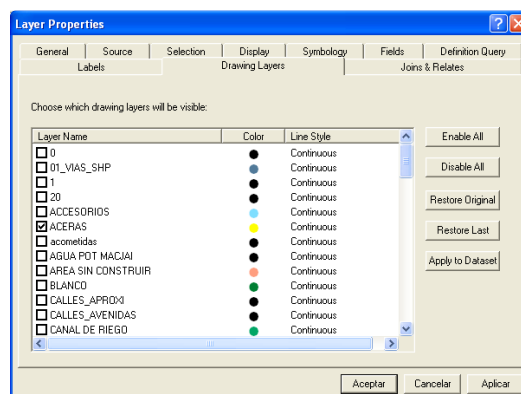 Layer Properties
General Source Selection Display Symbology Fields Definition Query
Labels Drawing Layers Joins & Relates
Choose which drawing layers will be visible:
Layer Name Color Line Style
0 Continuous
01_VIAS_SHP Continuous
1 Continuous
20 Continuous
ACCESORIOS Continuous
ACERAS Continuous
acometidas Continuous
AGUA POT MACJAI Continuous
AREA SIN CONSTRUIR Continuous
BLANCO Continuous
CALLES_APROXI Continuous
CALLES_AVENIDAS Continuous
CANAL DE RIEGO Continuous
Enable All
Disable All
Restore Original
Restore Last
Apply to Dataset
Aceptar Cancelar Aplicar